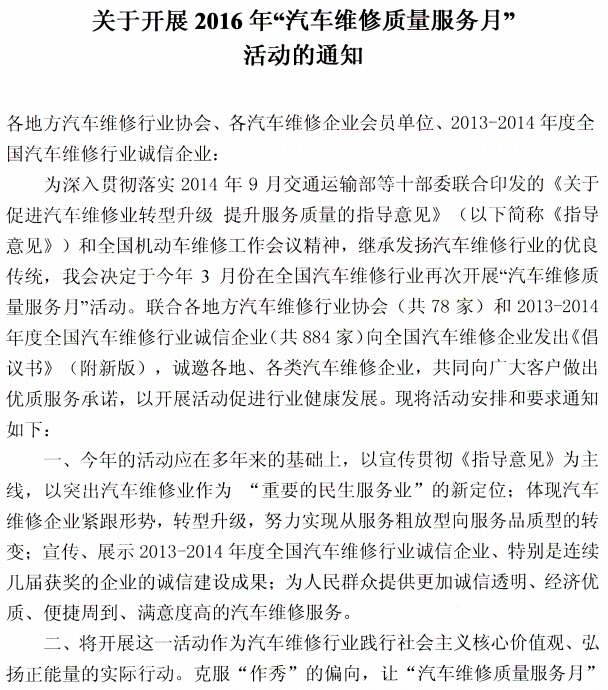 关于开展 2016 年“汽车维修质量服务月”
活动的通知
各地方汽车维修行业协会、各汽车维修企业会员单位、2013-2014 年度全
国汽车维修行业诚信企业:
为深入贯彻落实 2014 年 9 月交通运输部等十部委联合印发的《关于
促进汽车维修业转型升级 提升服务质量的指导意见》（以下简称《指导
意见》）和全国机动车维修工作会议精神，继承发扬汽车维修行业的优良
传统，我会决定于今年 3 月份在全国汽车维修行业再次开展“汽车维修质
量服务月”活动。联合各地方汽车维修行业协会（共 78 家）和 2013-2014
年度全国汽车维修行业诚信企业（共 884 家）向全国汽车维修企业发出《倡
议书》（附新版），诚邀各地、各类汽车维修企业，共同向广大客户做出
优质服务承诺，以开展活动促进行业健康发展。现将活动安排和要求通知
如下:
一、今年的活动应在多年来的基础上，以宣传贯彻《指导意见》为主
线，以突出汽车维修业作为 “重要的民生服务业”的新定位；体现汽车
维修企业紧跟形势，转型升级，努力实现从服务粗放型向服务品质型的转
变；宣传、展示 2013-2014 年度全国汽车维修行业诚信企业、特别是连续
几届获奖的企业的诚信建设成果；为人民群众提供更加诚信透明、经济优
质、便捷周到、满意度高的汽车维修服务。
二、将开展这一活动作为汽车维修行业践行社会主义核心价值观、弘
扬正能量的实际行动。克服“作秀”的偏向，让“汽车维修质量服务月”